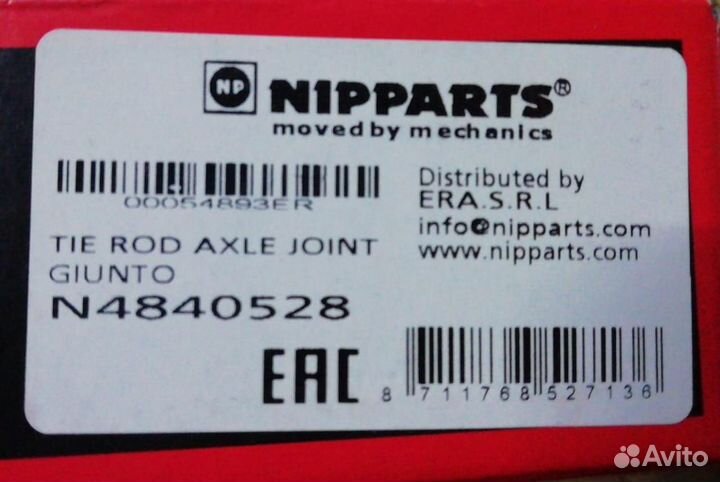 NP NIPPARTS®
moved by mechanics
00054893ER
Distributed by
ERA.S.R.L
info@nipparts.com
www.nipparts.com
TIE ROD AXLE JOINT
GIUNTO
N4840528
EAC
8 711768 527136
Avito